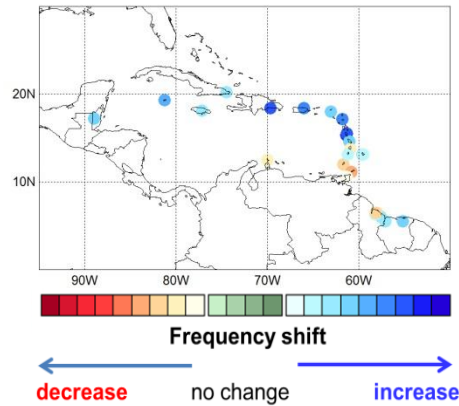 20N
10N
90W 80W 70W 60W
Frequency shift
decrease no change increase